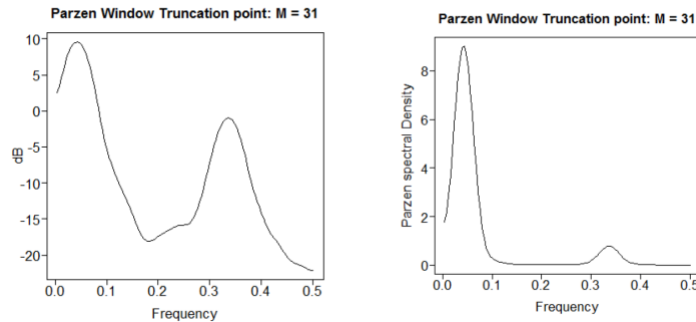 Parzen Window Truncation point: M = 31
10
5
0
-5
-10
-15
-20
dB
0.0 0.1 0.2 0.3 0.4 0.5
Frequency
Parzen Window Truncation point: M = 31
8
6
4
2
0
Parzen spectral Density
0.0 0.1 0.2 0.3 0.4 0.5
Frequency